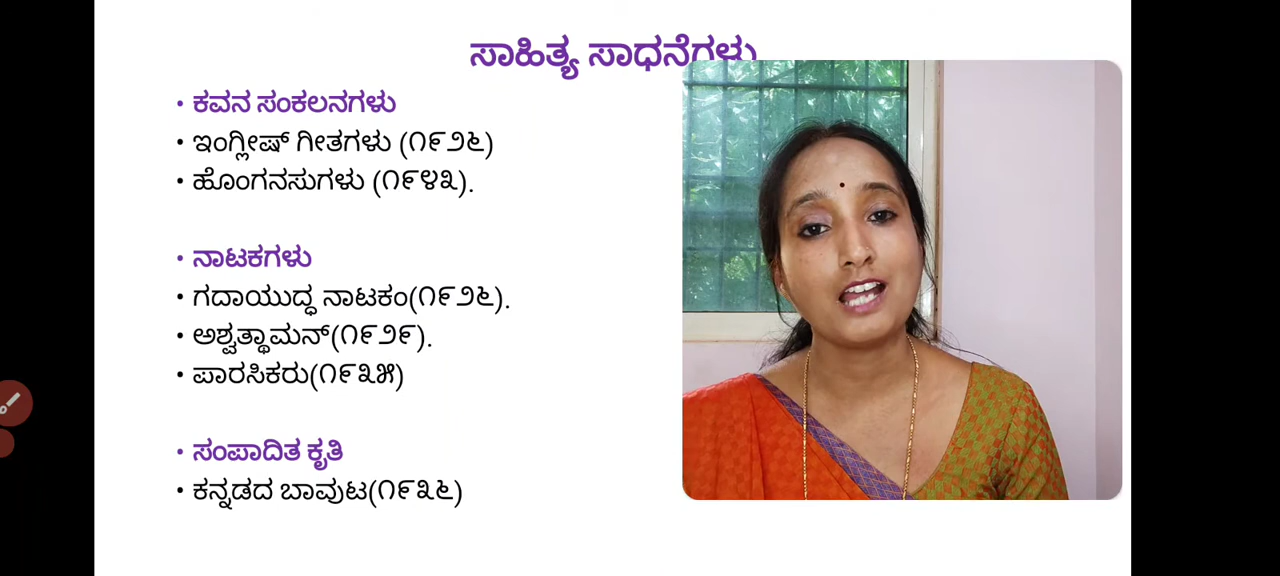 ಸಾಹಿತ್ಯ ಸಾಧನೆಗಳು
• ಕವನ ಸಂಕಲನಗಳು
• ಇಂಗ್ಲೀಷ್ ಗೀತಗಳು (೧೯೨೬)
• ಹೊಂಗನಸುಗಳು (೧೯೪೩).
• ನಾಟಕಗಳು
• ಗದಾಯುದ್ಧ ನಾಟಕಂ(೧೯೨೬).
• ಅಶ್ವತ್ಥಾಮನ್(೧೯೨೯).
• ಪಾರಸಿಕರು(೧೯೩೫)
• ಸಂಪಾದಿತ ಕೃತಿ
• ಕನ್ನಡದ ಬಾವುಟ(೧೯೩೬)